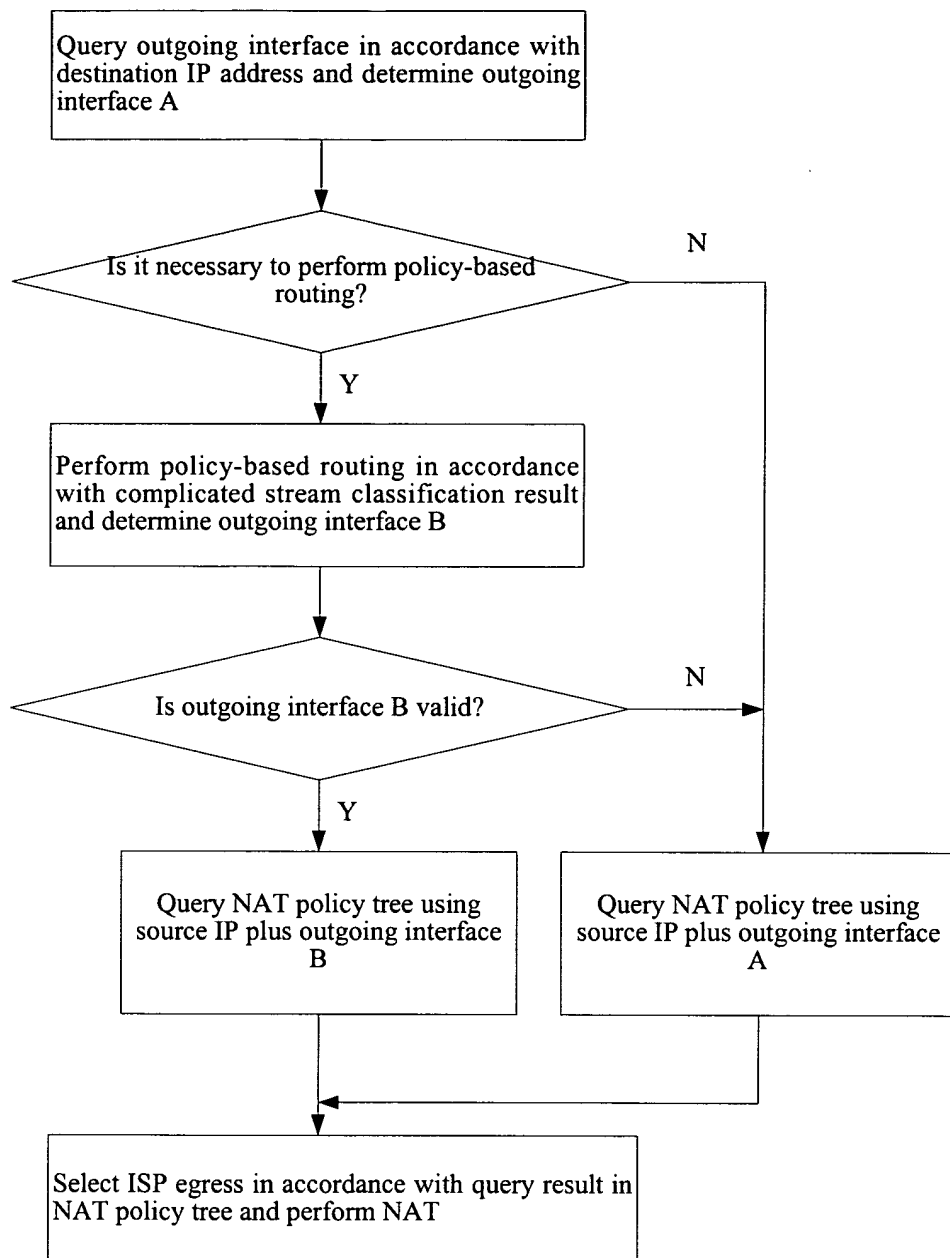 Query outgoing interface in accordance with
destination IP address and determine outgoing
interface A
N
Is it necessary to perform policy-based
routing?
Y
Perform policy-based routing in accordance
with complicated stream classification result
and determine outgoing interface B
N
Is outgoing interface B valid?
Y
Query NAT policy tree using
source IP plus outgoing interface
B
Query NAT policy tree using
source IP plus outgoing interface
A
Select ISP egress in accordance with query result in
NAT policy tree and perform NAT